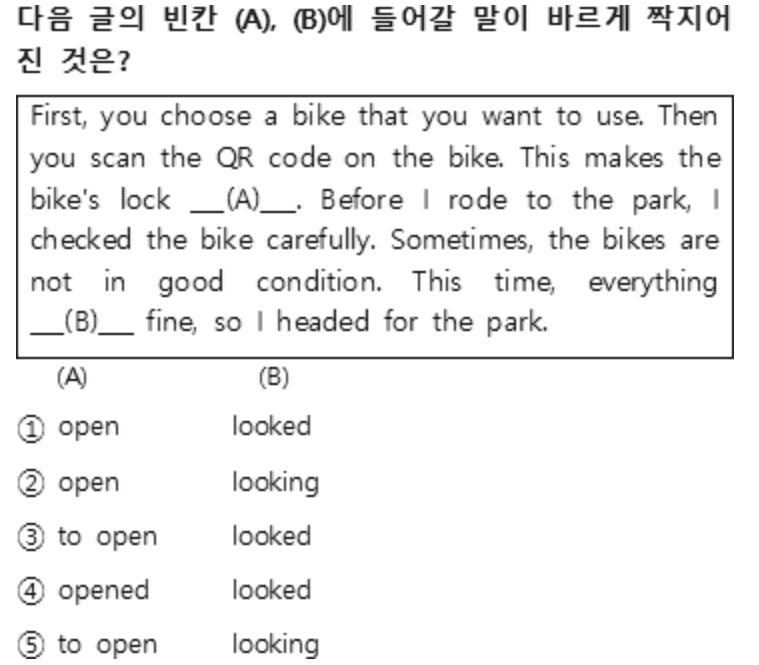 다음 글의 빈칸 (A), (B)에 들어갈 말이 바르게 짝지어
진 것은?
First, you choose a bike that you want to use. Then
you scan the QR code on the bike. This makes the
bike's lock __(A)__. Before I rode to the park, I
checked the bike carefully. Sometimes, the bikes are
not in good condition. This time, everything
__(B)__ fine, so I headed for the park.
(A) (B)
① open looked
② open looking
③ to open looked
④ opened looked
⑤ to open looking